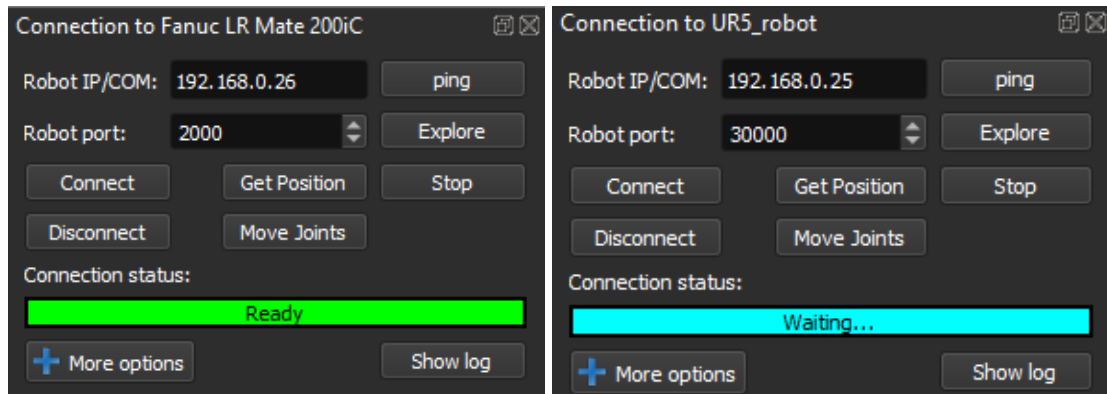 Connection to Fanuc LR Mate 200iC
Robot IP/COM: 192.168.0.26 ping
Robot port: 2000 Explore
Connect Get Position Stop
Disconnect Move Joints
Connection status:
Ready
More options Show log
Connection to UR5_robot
Robot IP/COM: 192.168.0.25 ping
Robot port: 30000 Explore
Connect Get Position Stop
Disconnect Move Joints
Connection status:
Waiting...
More options Show log